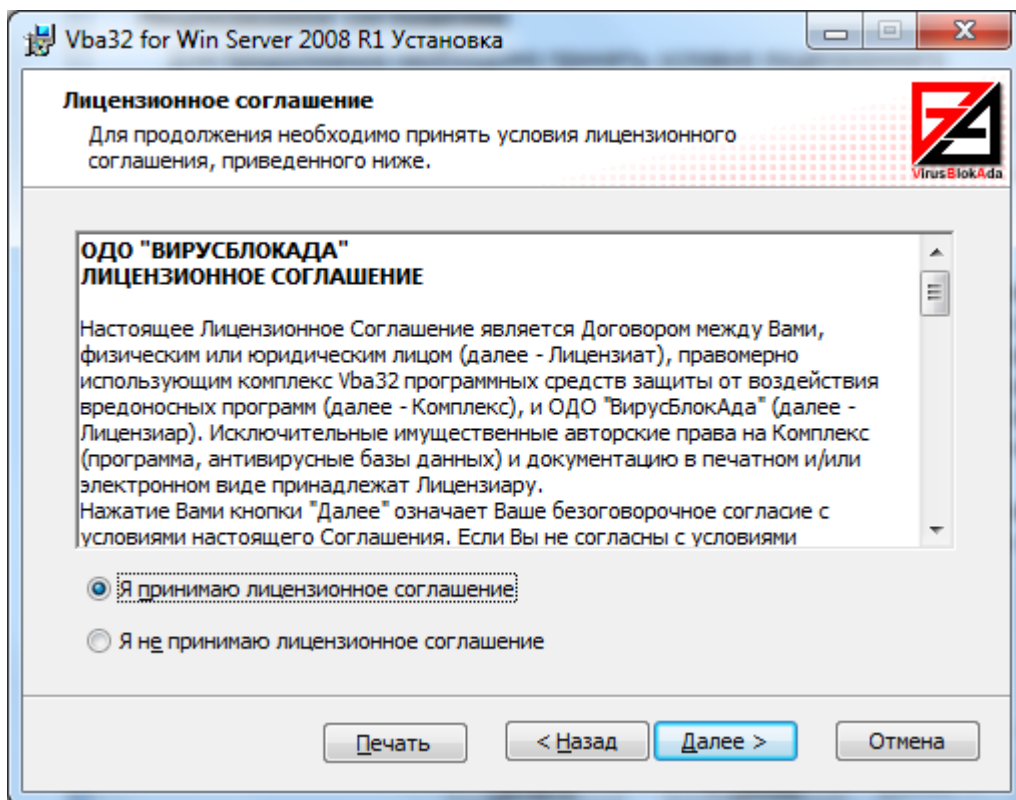 Vba32 for Win Server 2008 R1 Установка
Лицензионное соглашение
Для продолжения необходимо принять условия лицензионного
соглашения, приведенного ниже.
VirusBlokAda
ОДО "ВИРУСБЛОКАДА"
ЛИЦЕНЗИОННОЕ СОГЛАШЕНИЕ
Настоящее Лицензионное Соглашение является Договором между Вами,
физическим или юридическим лицом (далее - Лицензиат), правомерно
использующим комплекс Vba32 программных средств защиты от воздействия
вредоносных программ (далее - Комплекс), и ОДО "ВирусБлокАда" (далее -
Лицензиар). Исключительные имущественные авторские права на Комплекс
(программа, антивирусные базы данных) и документацию в печатном и/или
электронном виде принадлежат Лицензиару.
Нажатие Вами кнопки "Далее" означает Ваше безоговорочное согласие с
условиями настоящего Соглашения. Если Вы не согласны с условиями
Я принимаю лицензионное соглашение
Я не принимаю лицензионное соглашение
Печать
< Назад
Далее >
Отмена